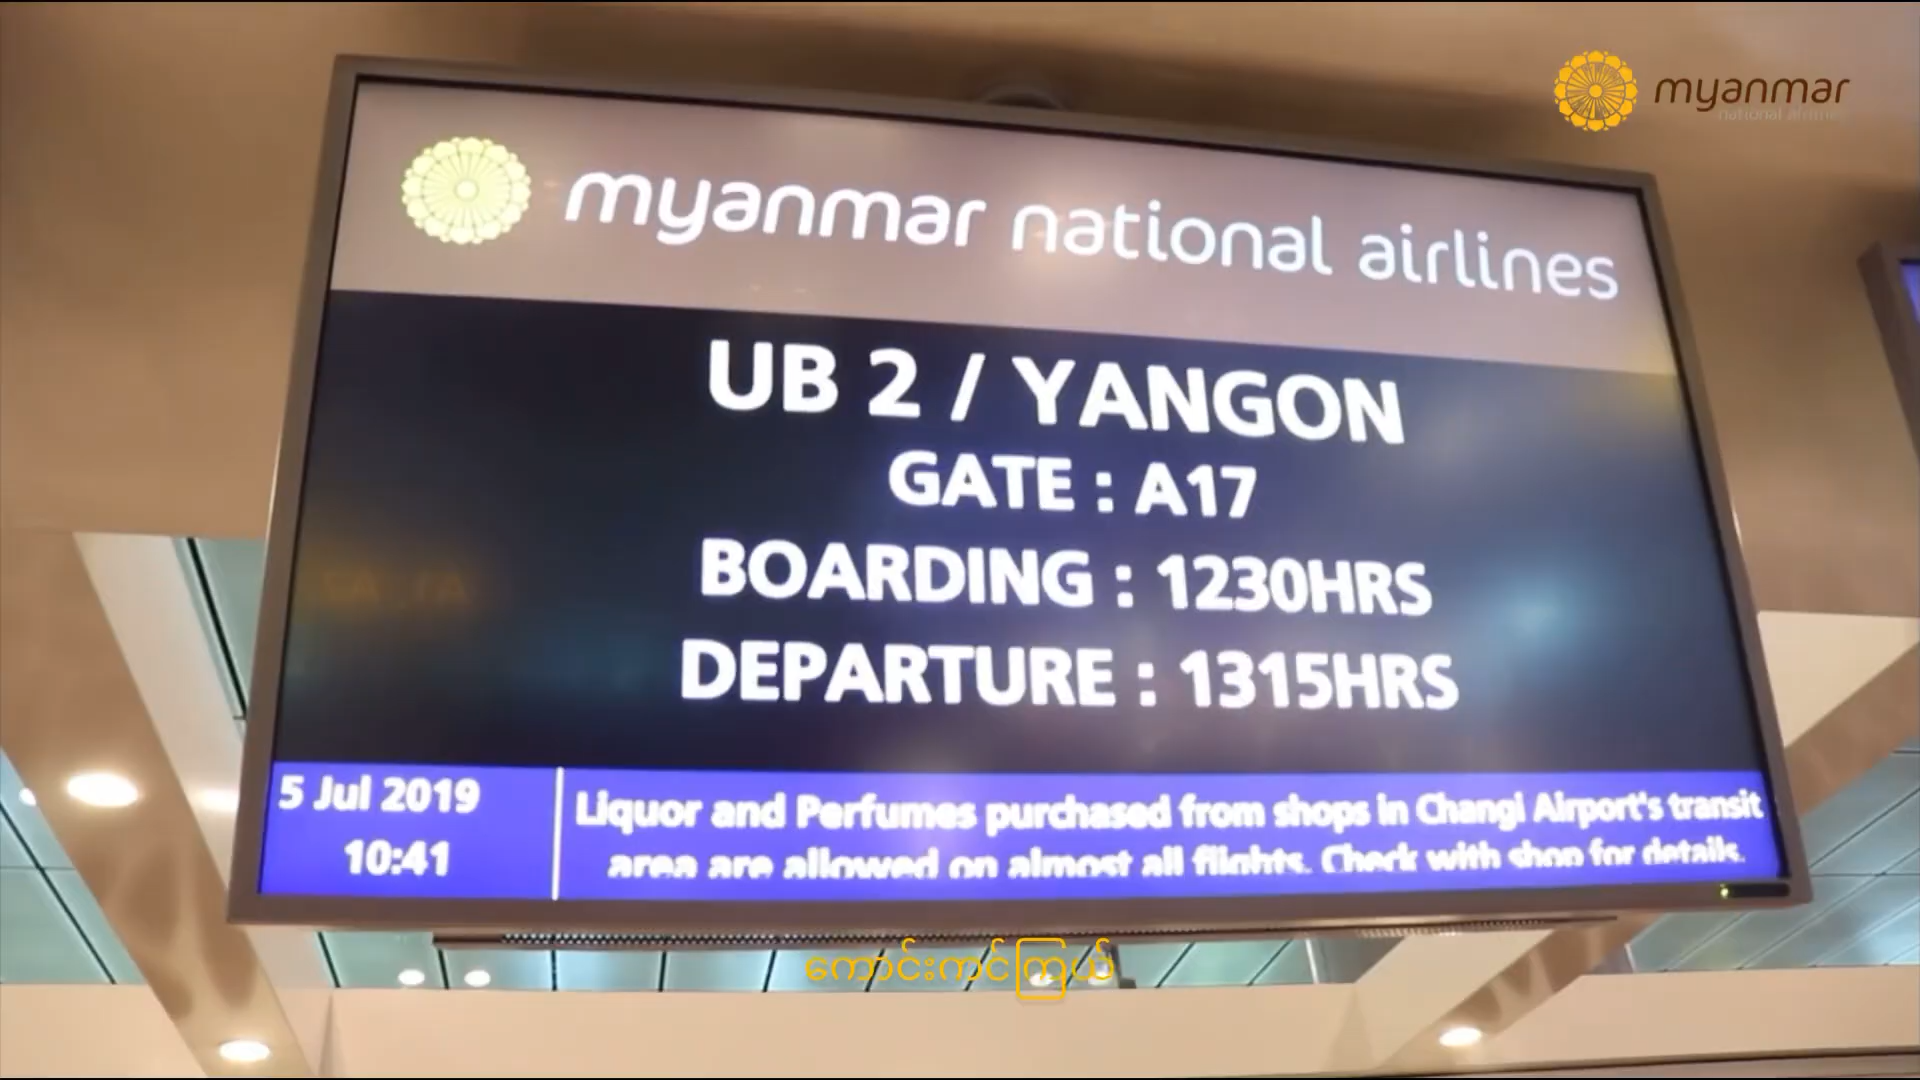 myanmar
national airlines
myanmar national airlines
UB 2 / YANGON
GATE : A17
BOARDING : 1230HRS
DEPARTURE : 1315HRS
5 Jul 2019
10:41
Liquor and Perfumes purchased from shops in Changi Airport's transit
area are allowed on almost all flights. Check with shop for details.
ကောင်းကင်ကြယ်